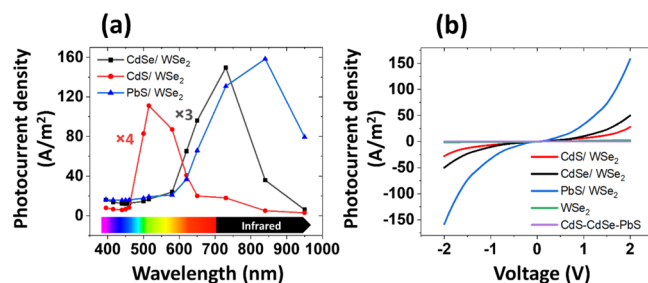 (a)
Photocurrent density
(A/m²)
160
120
80
40
0
CdSe/ WSe₂
CdS/ WSe₂
PbS/ WSe₂
×4
×3
Infrared
400 500 600 700 800 900 1000
Wavelength (nm)
(b)
Photocurrent density
(A/m²)
150
100
50
0
-50
-100
-150
CdS/ WSe₂
CdSe/ WSe₂
PbS/ WSe₂
WSe₂
CdS-CdSe-PbS
-2 -1 0 1 2
Voltage (V)